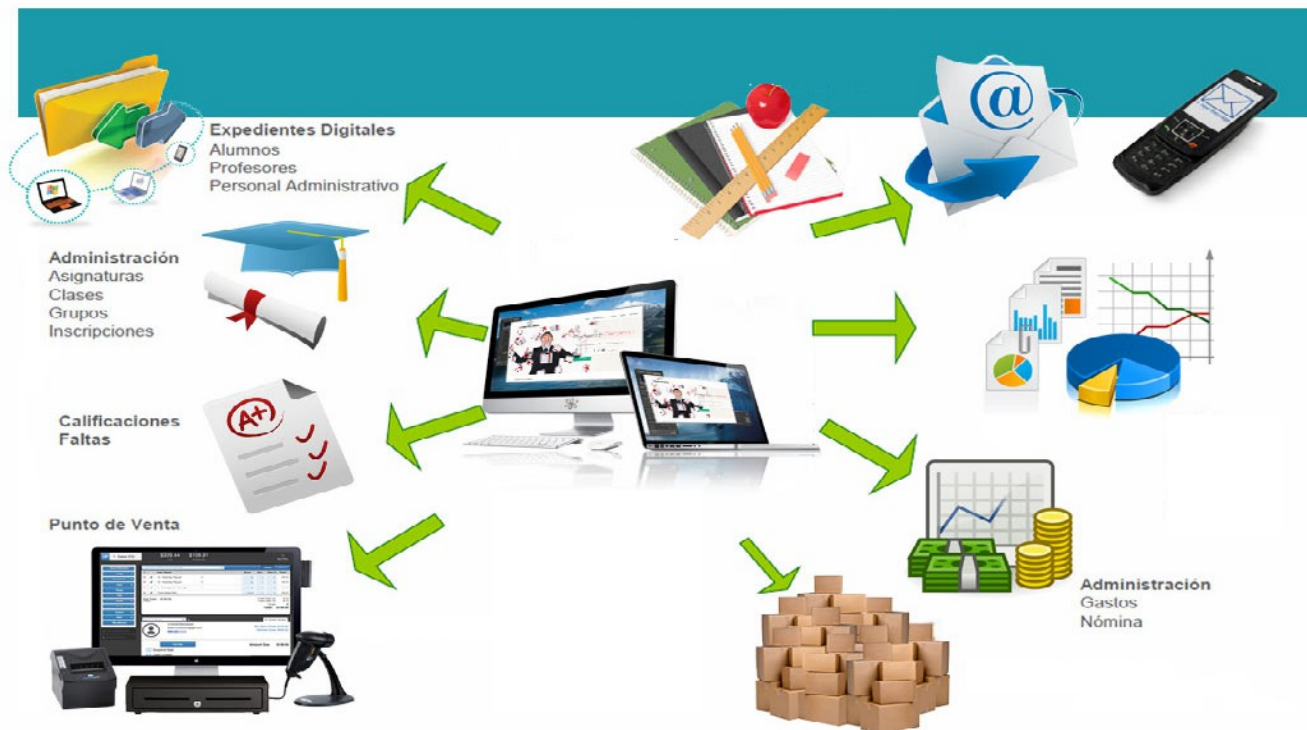 @
Expedientes Digitales
Alumnos
Profesores
Personal Administrativo
Administración
Asignaturas
Clases
Grupos
Inscripciones
A+
Calificaciones
Faltas
Punto de Venta
Administración
Gastos
Nómina